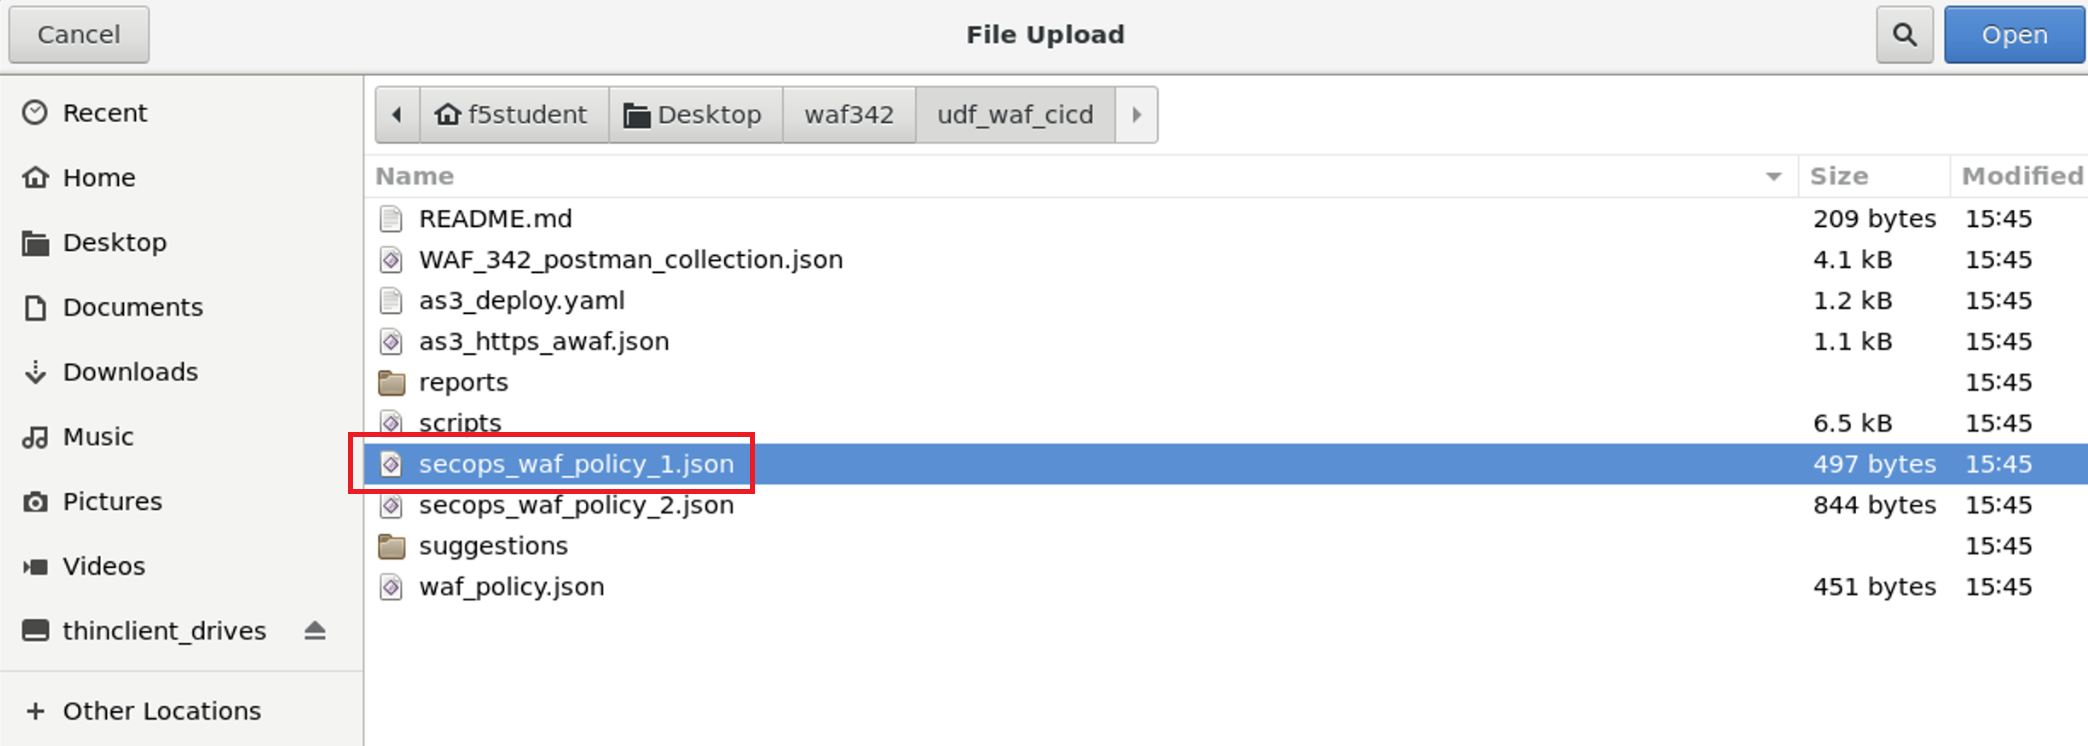 Cancel File Upload Open
f5student Desktop waf342 udf_waf_cicd
Recent
Home
Desktop
Documents
Downloads
Music
Pictures
Videos
thinclient_drives
+ Other Locations
Name Size Modified
README.md 209 bytes 15:45
WAF_342_postman_collection.json 4.1 kB 15:45
as3_deploy.yaml 1.2 kB 15:45
as3_https_awaf.json 1.1 kB 15:45
reports 15:45
scripts 6.5 kB 15:45
secops_waf_policy_1.json 497 bytes 15:45
secops_waf_policy_2.json 844 bytes 15:45
suggestions 15:45
waf_policy.json 451 bytes 15:45